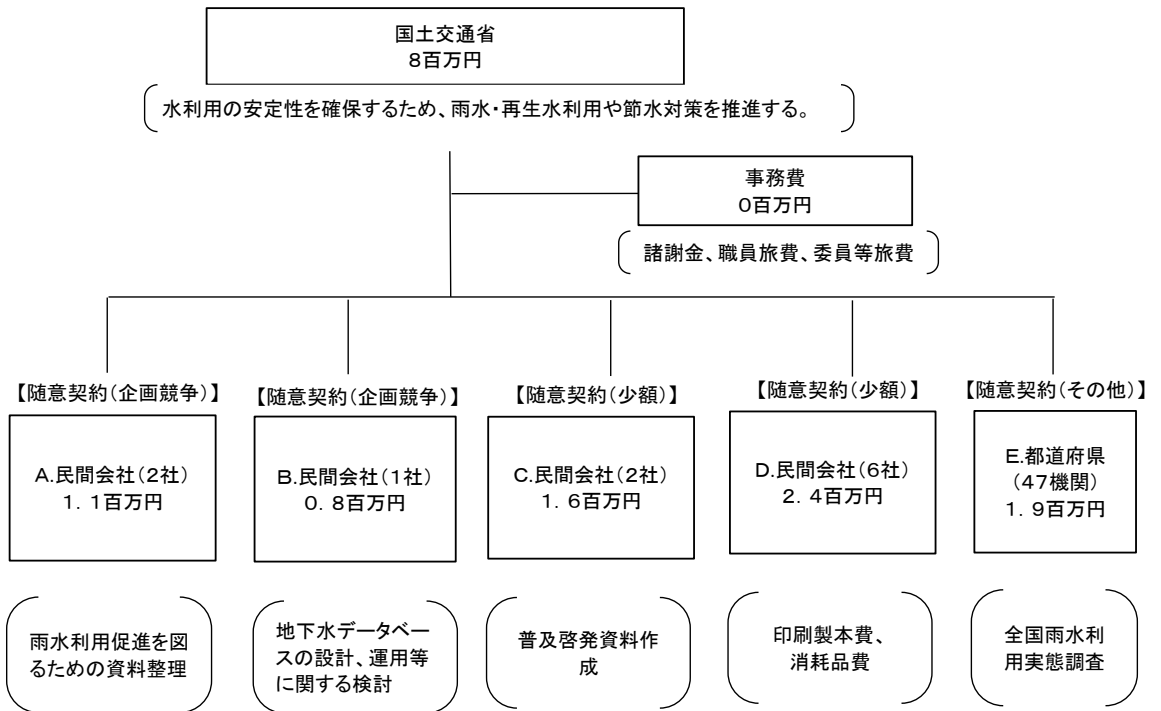 国土交通省
8百万円
水利用の安定性を確保するため、雨水・再生水利用や節水対策を推進する。
事務費
0百万円
諸謝金、職員旅費、委員等旅費
【随意契約(企画競争)】
A.民間会社(2社)
1.1百万円
雨水利用促進を図
るための資料整理
【随意契約(企画競争)】
B.民間会社(1社)
0.8百万円
地下水データベー
スの設計、運用等
に関する検討
【随意契約(少額)】
C.民間会社(2社)
1.6百万円
普及啓発資料作
成
【随意契約(少額)】
D.民間会社(6社)
2.4百万円
印刷製本費、
消耗品費
【随意契約(その他)】
E.都道府県
(47機関)
1.9百万円
全国雨水利
用実態調査